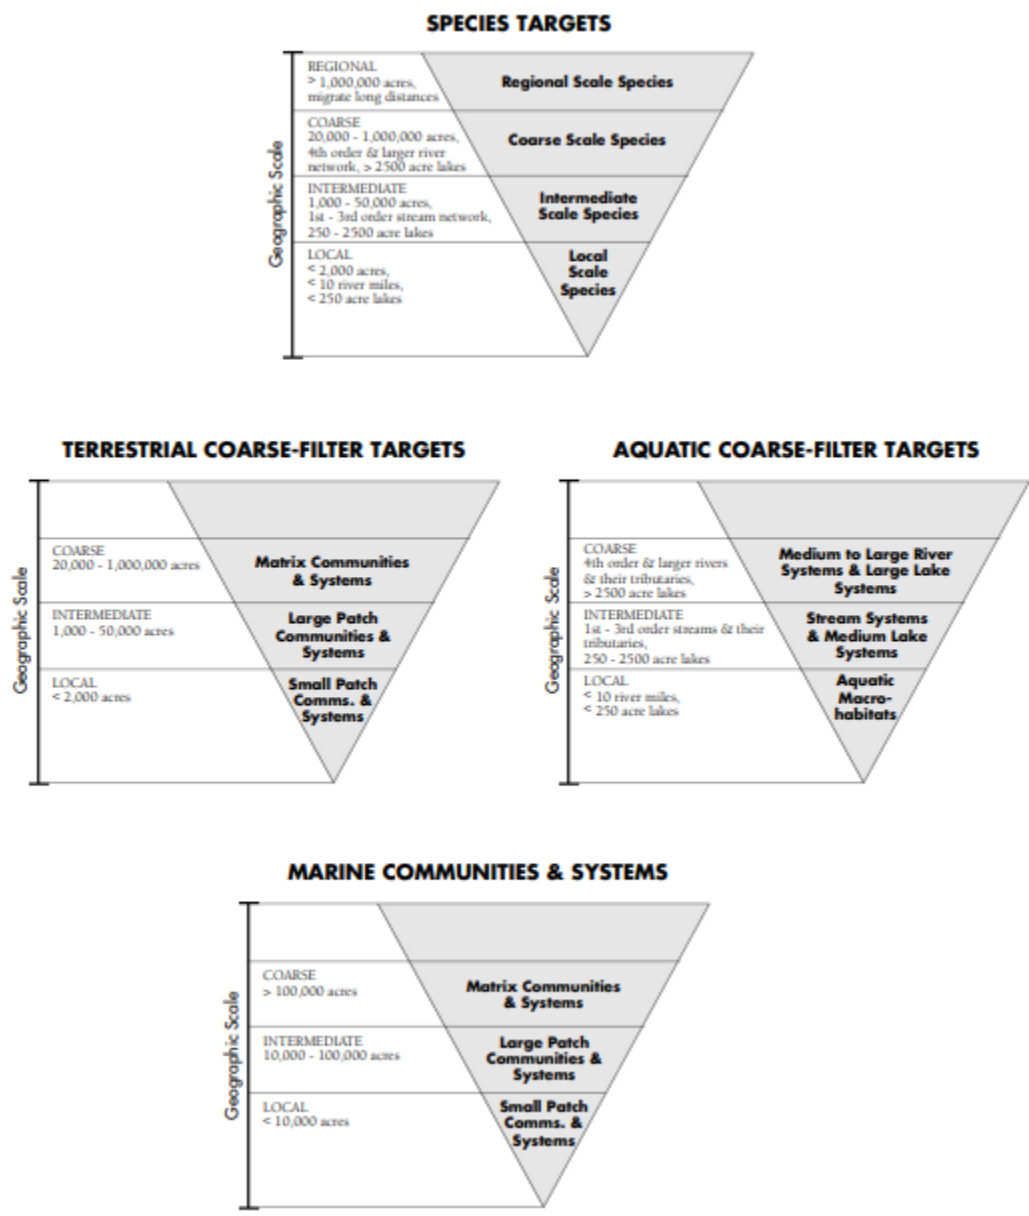 SPECIES TARGETS
Geographic Scale
REGIONAL
> 1,000,000 acres,
migrate long distances
Regional Scale Species
COARSE
20,000 - 1,000,000 acres,
4th order & larger river
network, > 2500 acre lakes
Coarse Scale Species
INTERMEDIATE
1,000 - 50,000 acres,
1st - 3rd order stream network,
250 - 2500 acre lakes
Intermediate
Scale Species
LOCAL
< 2,000 acres,
< 10 river miles,
< 250 acre lakes
Local
Scale
Species
TERRESTRIAL COARSE-FILTER TARGETS
Geographic Scale
COARSE
20,000 - 1,000,000 acres
Matrix Communities
& Systems
INTERMEDIATE
1,000 - 50,000 acres
Large Patch
Communities &
Systems
LOCAL
< 2,000 acres
Small Patch
Comms. &
Systems
AQUATIC COARSE-FILTER TARGETS
Geographic Scale
COARSE
4th order & larger rivers
& their tributaries,
> 2500 acre lakes
Medium to Large River
Systems & Large Lake
Systems
INTERMEDIATE
1st - 3rd order streams & their
tributaries,
250 - 2500 acre lakes
Stream Systems
& Medium Lake
Systems
LOCAL
< 10 river miles,
< 250 acre lakes
Aquatic
Macro-
habitats
MARINE COMMUNITIES & SYSTEMS
Geographic Scale
COARSE
> 100,000 acres
Matrix Communities
& Systems
INTERMEDIATE
10,000 - 100,000 acres
Large Patch
Communities &
Systems
LOCAL
< 10,000 acres
Small Patch
Comms. &
Systems